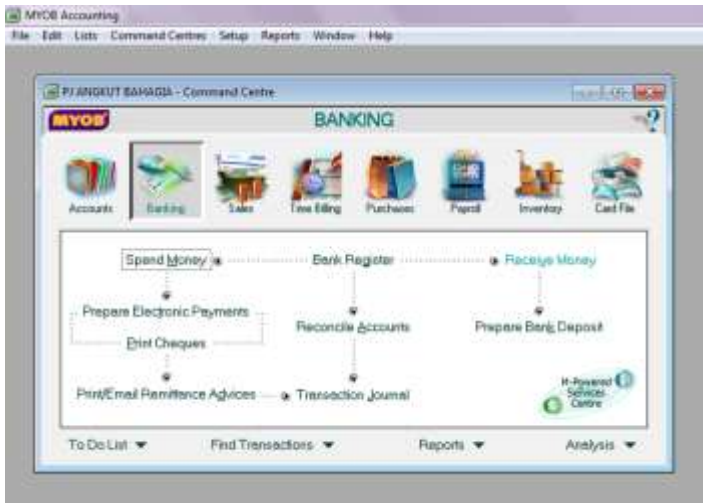 MYOB Accounting
File Edit Lists Command Centres Setup Reports Window Help
PJ ANGKUT BAHAGIA - Command Centre
MYOB BANKING
Accounts Banking Sales Time Billing Purchases Payroll Inventory Card File
Spend Money Bank Register Receive Money
Prepare Electronic Payments
Reconcile Accounts Prepare Bank Deposit
Print Cheques
Print/Email Remittance Advices Transaction Journal
M-Powered
Services
Centre
To Do List Find Transactions Reports Analysis